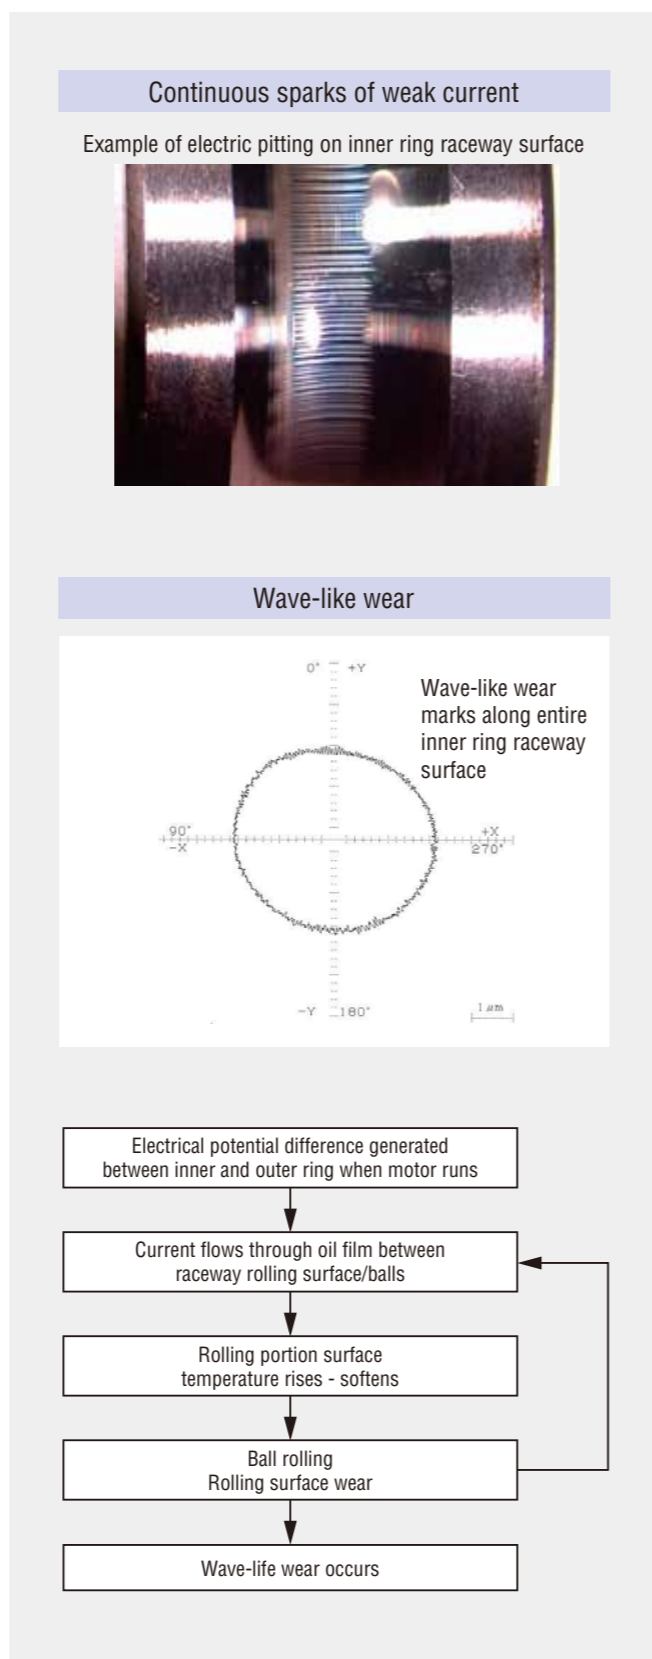 Continuous sparks of weak current
Example of electric pitting on inner ring raceway surface
Wave-like wear
0° +Y
Wave-like wear
marks along entire
inner ring raceway
surface
90°
-X
+X
270°
-Y 180°
1 μm
Electrical potential difference generated
between inner and outer ring when motor runs
Current flows through oil film between
raceway rolling surface/balls
Rolling portion surface
temperature rises - softens
Ball rolling
Rolling surface wear
Wave-life wear occurs